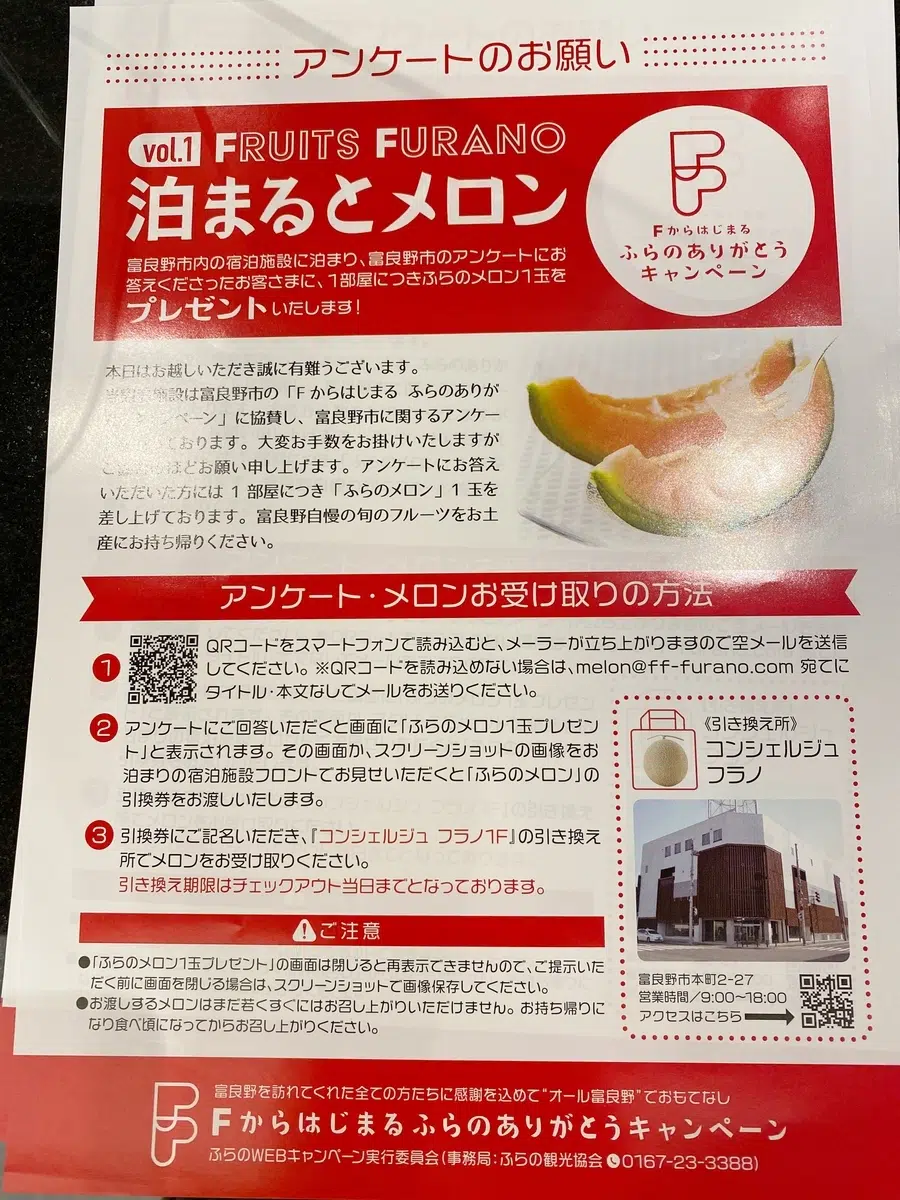 アンケートのお願い
vol.1 FRUITS FURANO
泊まるとメロン
富良野市内の宿泊施設に泊まり、富良野市のアンケートにお
答えくださったお客さまに、1部屋につきふらのメロン1玉を
プレゼントいたします!
Fからはじまる
ふらのありがとう
キャンペーン
本日はお越しいただき誠に有難うございます。
施設は富良野市の「Fからはじまる ふらのありが
ペーン」に協賛し、富良野市に関するアンケー
ております。大変お手数をお掛けいたしますが
ほどお願い申し上げます。アンケートにお答え
いただいた方には 1 部屋につき「ふらのメロン」1 玉を
差し上げております。富良野自慢の旬のフルーツをお土
産にお持ち帰りください。
アンケート・メロンお受け取りの方法
1 QRコードをスマートフォンで読み込むと、メーラーが立ち上がりますので空メールを送信
してください。※QRコードを読み込めない場合は、melon@ff-furano.com 宛てに
タイトル・本文なしでメールをお送りください。
2 アンケートにご回答いただくと画面に「ふらのメロン1玉プレゼン
ト」と表示されます。その画面か、スクリーンショットの画像をお
泊まりの宿泊施設フロントでお見せいただくと「ふらのメロン」の
引換券をお渡しいたします。
3 引換券にご記名いただき、『コンシェルジュ フラノ1F』の引き換え
所でメロンをお受け取りください。
引き換え期限はチェックアウト当日までとなっております。
《引き換え所》
コンシェルジュ
フラノ
富良野市本町2-27
営業時間/9:00〜18:00
アクセスはこちら
ご注意
●「ふらのメロン1玉プレゼント」の画面は閉じると再表示できませんので、ご提示いた
だく前に画面を閉じる場合は、スクリーンショットで画像保存してください。
●お渡しするメロンはまだ若くすぐにはお召し上がりいただけません。お持ち帰りに
なり食べ頃になってからお召し上がりください。
富良野を訪れてくれた全ての方たちに感謝を込めて“オール富良野”でおもてなし
Fからはじまる ふらのありがとうキャンペーン
ふらのWEBキャンペーン実行委員会(事務局:ふらの観光協会 0167-23-3388)